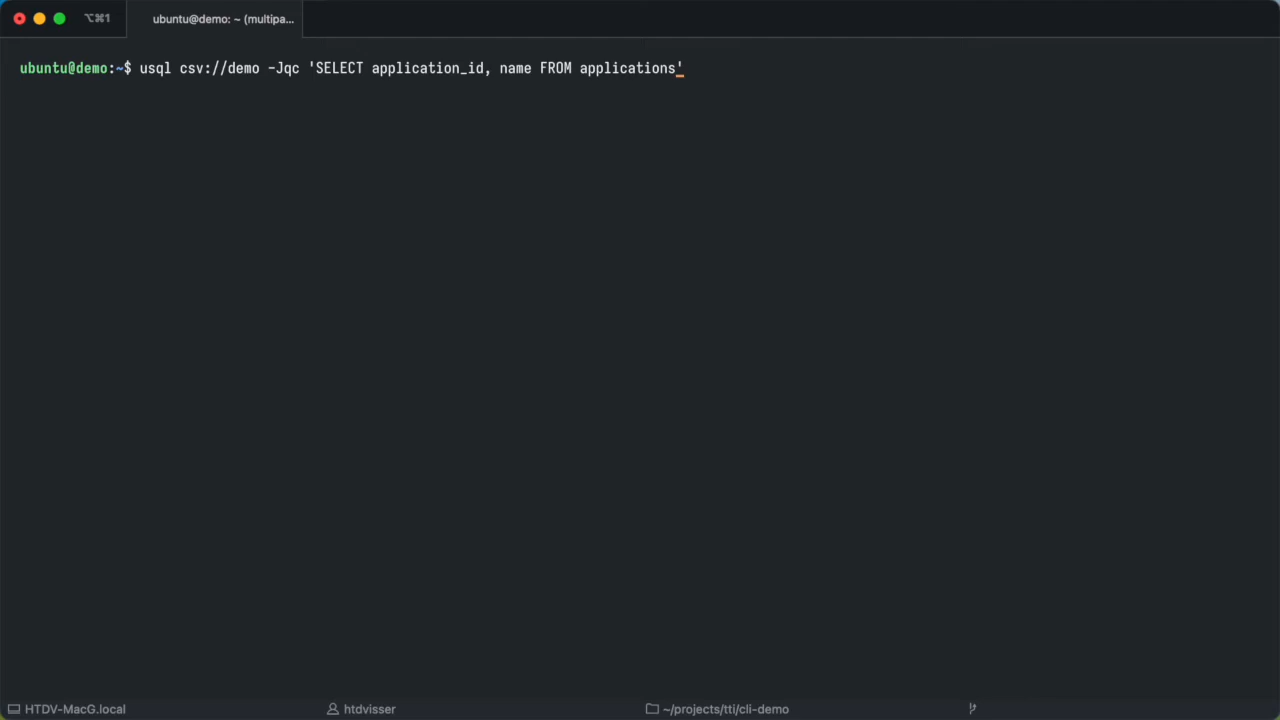 ⌥⌘1
ubuntu@demo: ~ (multipa...
ubuntu@demo:~$ usql csv://demo -Jqc 'SELECT application_id, name FROM applications'
HTDV-MacG.local
htdvisser
~/projects/tti/cli-demo